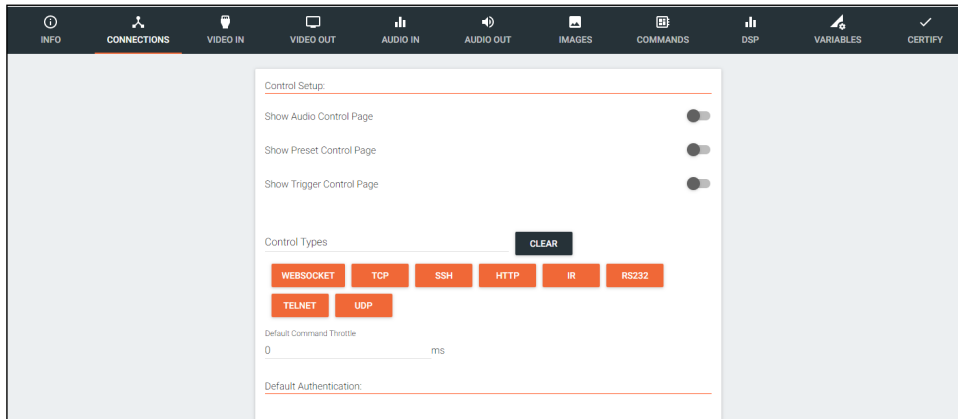 INFO CONNECTIONS VIDEO IN VIDEO OUT AUDIO IN AUDIO OUT IMAGES COMMANDS DSP VARIABLES CERTIFY
Control Setup:
Show Audio Control Page
Show Preset Control Page
Show Trigger Control Page
Control Types CLEAR
WEBSOCKET TCP SSH HTTP IR RS232
TELNET UDP
Default Command Throttle
0 ms
Default Authentication: